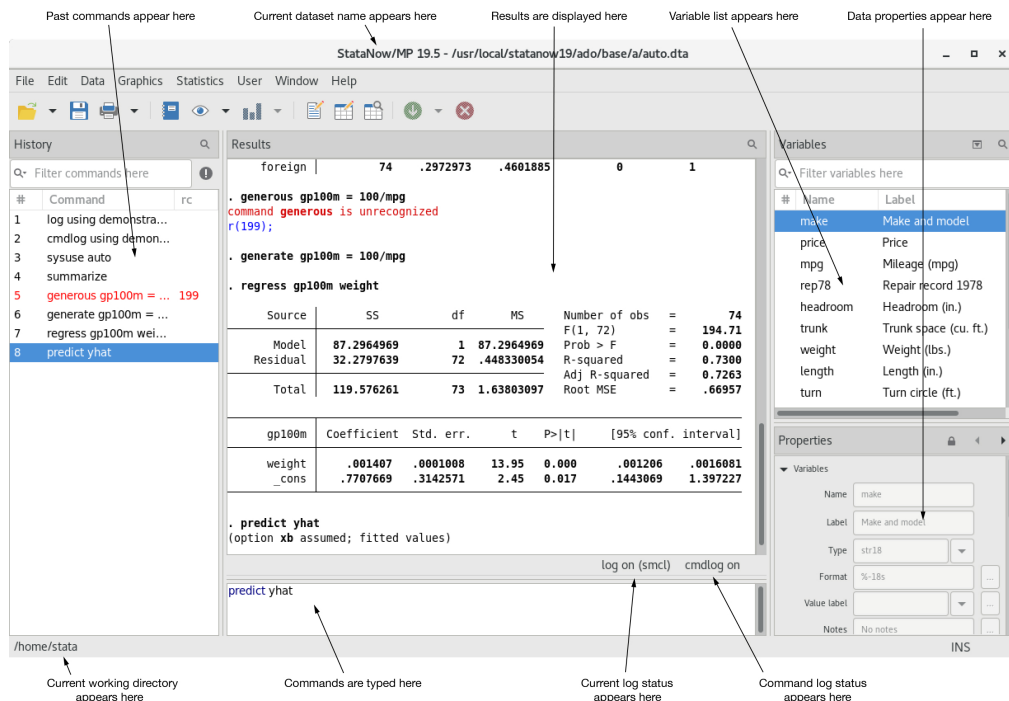 Past commands appear here
Current dataset name appears here
Results are displayed here
Variable list appears here
Data properties appear here
StataNow/MP 19.5 - /usr/local/statanow19/ado/base/a/auto.dta
File Edit Data Graphics Statistics User Window Help
History
Filter commands here
# Command rc
1 log using demonstra...
2 cmdlog using demon...
3 sysuse auto
4 summarize
5 generous gp100m = ... 199
6 generate gp100m = ...
7 regress gp100m wei...
8 predict yhat
Results
foreign 74 .2972973 .4601885 0 1
. generous gp100m = 100/mpg
command generous is unrecognized
r(199);
. generate gp100m = 100/mpg
. regress gp100m weight
Source SS df MS Number of obs = 74
F(1, 72) = 194.71
Model 87.2964969 1 87.2964969 Prob > F = 0.0000
Residual 32.2797639 72 .448330054 R-squared = 0.7300
Adj R-squared = 0.7263
Total 119.576261 73 1.63803097 Root MSE = .66957
gp100m Coefficient Std. err. t P>|t| [95% conf. interval]
weight .001407 .0001008 13.95 0.000 .001206 .0016081
_cons .7707669 .3142571 2.45 0.017 .1443069 1.397227
. predict yhat
(option xb assumed; fitted values)
log on (smcl) cmdlog on
predict yhat
Variables
Filter variables here
# Name Label
make Make and model
price Price
mpg Mileage (mpg)
rep78 Repair record 1978
headroom Headroom (in.)
trunk Trunk space (cu. ft.)
weight Weight (lbs.)
length Length (in.)
turn Turn circle (ft.)
Properties
Variables
Name make
Label Make and model
Type str18
Format %-18s
Value label
Notes No notes
/home/stata
INS
Current working directory
appears here
Commands are typed here
Current log status
appears here
Command log status
appears here